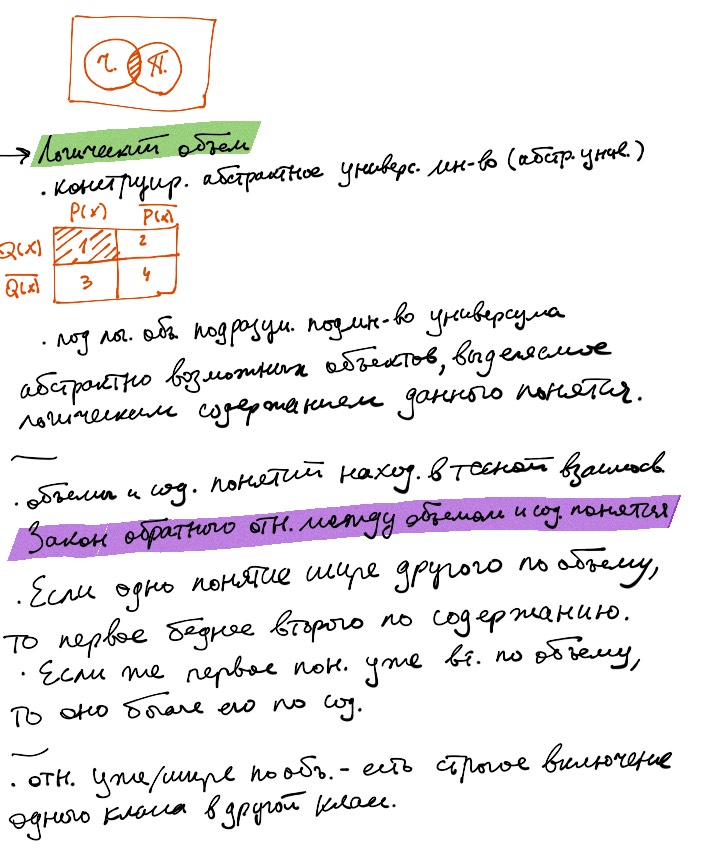 Ч. П.
→ Логический объем
· конструир. абстрактное универс. мн-во (абстр. унив.)
P(x) P̅(̅x̅)̅
Q(x) 1 2
Q̅(̅x̅)̅ 3 4
· под ло. об. подразум. подмн-во универсума
абстрактно возможных объектов, выделяемое
логическим содержанием данного понятия.
· объемы и сод. понятий наход. в тесной взаимосв.
Закон обратного отн. между объемом и сод. понятия
· Если одно понятие шире другого по объему,
то первое беднее второго по содержанию.
· Если же первое пон. уже вт. по объему,
то оно богаче его по сод.
· отн. уже/шире по об. - есть строгое включение
одного класса в другой класс.